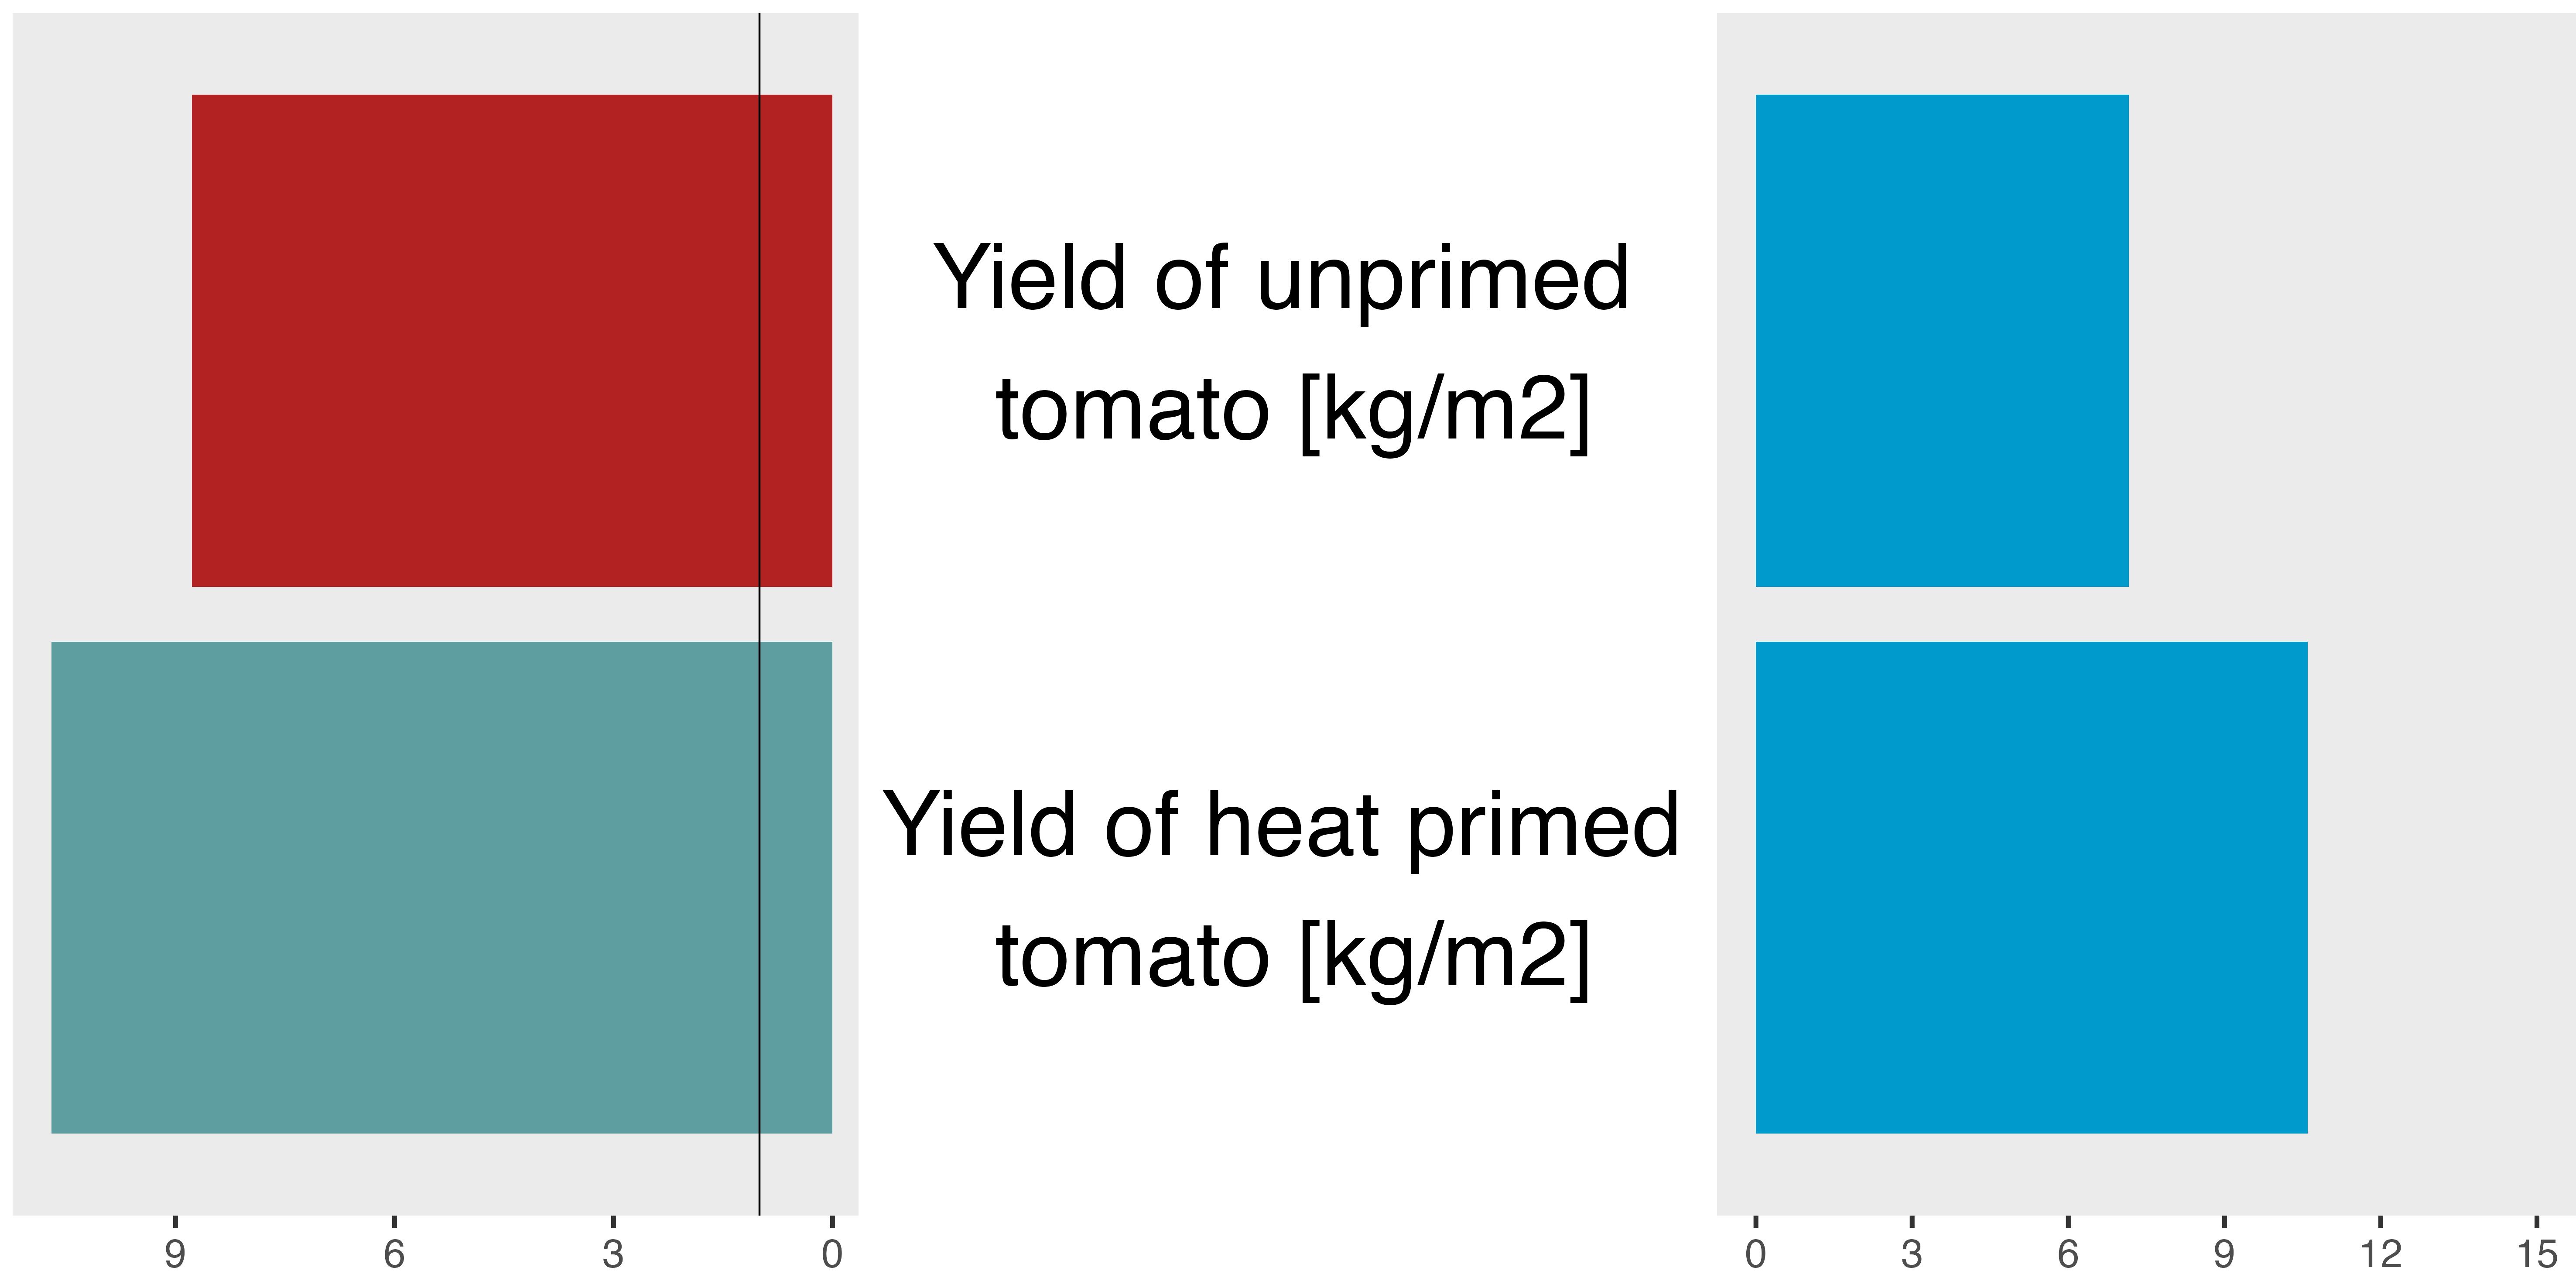 Yield of unprimed
tomato [kg/m2]
Yield of heat primed
tomato [kg/m2]
9 6 3 0
0 3 6 9 12 15